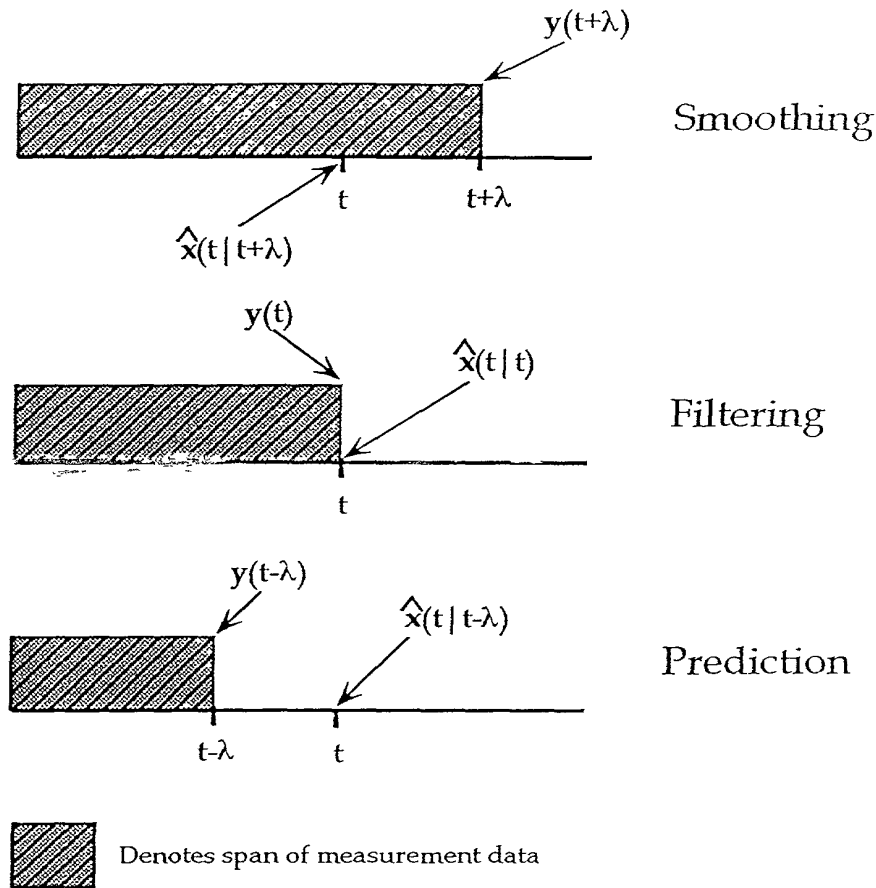 y(t+λ)
Smoothing
t
t+λ
x̂(t|t+λ)
y(t)
x̂(t|t)
Filtering
t
y(t-λ)
x̂(t|t-λ)
Prediction
t-λ
t
Denotes span of measurement data